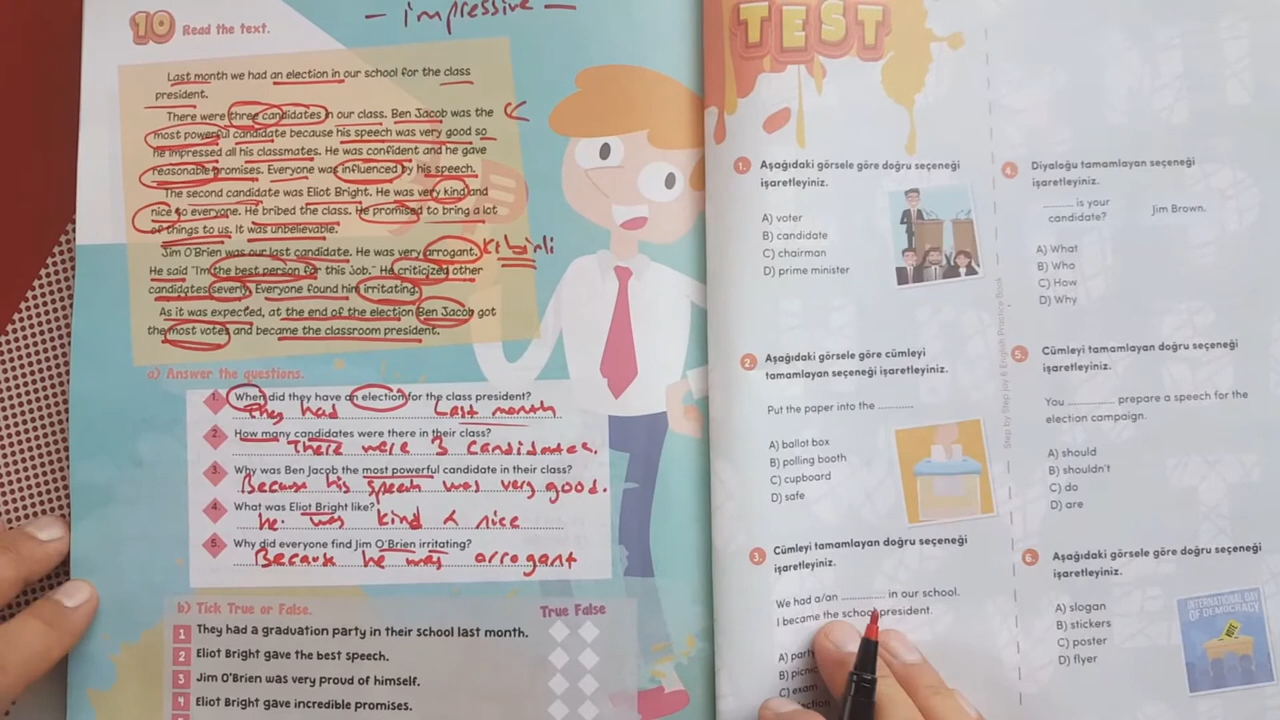 - impressive -
10 Read the text.
Last month we had an election in our school for the class
president.
There were three candidates in our class. Ben Jacob was the
most powerful candidate because his speech was very good so
he impressed all his classmates. He was confident and he gave
reasonable promises. Everyone was influenced by his speech.
The second candidate was Eliot Bright. He was very kind and
nice to everyone. He bribed the class. He promised to bring a lot
of things to us. It was unbelievable.
Jim O'Brien was our last candidate. He was very arrogant. Kibirli
He said "I'm the best person for this job." He criticized other
candidates severly. Everyone found him irritating.
As it was expected, at the end of the election Ben Jacob got
the most votes and became the classroom president.
a) Answer the questions.
1. When did they have an election for the class president?
They had Last month
2. How many candidates were there in their class?
There were 3 candidates.
3. Why was Ben Jacob the most powerful candidate in their class?
Because his speech was very good.
4. What was Eliot Bright like?
he was kind & nice
5. Why did everyone find Jim O'Brien irritating?
Because he was arrogant
b) Tick True or False.
True False
1 They had a graduation party in their school last month.
2 Eliot Bright gave the best speech.
3 Jim O'Brien was very proud of himself.
4 Eliot Bright gave incredible promises.
TEST
1. Aşağıdaki görsele göre doğru seçeneği
işaretleyiniz.
A) voter
B) candidate
C) chairman
D) prime minister
2. Aşağıdaki görsele göre cümleyi
tamamlayan seçeneği işaretleyiniz.
Put the paper into the ............
A) ballot box
B) polling booth
C) cupboard
D) safe
3. Cümleyi tamamlayan doğru seçeneği
işaretleyiniz.
We had a/an .............. in our school.
I became the school president.
A) party
B) picnic
C) exam
Step by Step Joy 6 English Practice Book
4. Diyaloğu tamamlayan seçeneği
işaretleyiniz.
________ is your
candidate?
Jim Brown.
A) What
B) Who
C) How
D) Why
5. Cümleyi tamamlayan doğru seçeneği
işaretleyiniz.
You ________ prepare a speech for the
election campaign.
A) should
B) shouldn't
C) do
D) are
6. Aşağıdaki görsele göre doğru seçeneği
işaretleyiniz.
A) slogan
B) stickers
C) poster
D) flyer
INTERNATIONAL DAY
OF DEMOCRACY
VOTE